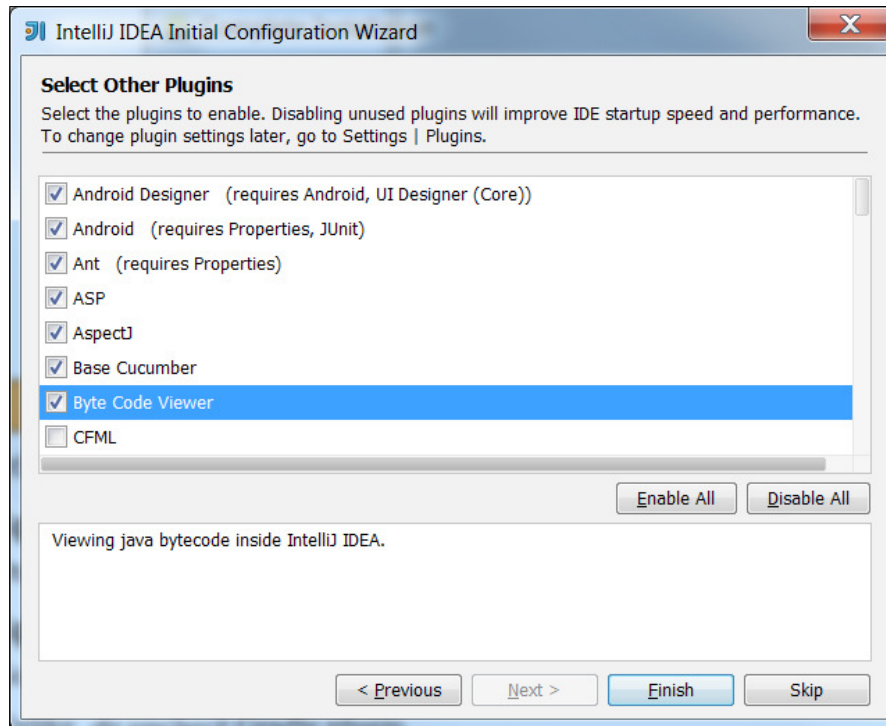 IntelliJ IDEA Initial Configuration Wizard
Select Other Plugins
Select the plugins to enable. Disabling unused plugins will improve IDE startup speed and performance.
To change plugin settings later, go to Settings | Plugins.
Android Designer (requires Android, UI Designer (Core))
Android (requires Properties, JUnit)
Ant (requires Properties)
ASP
AspectJ
Base Cucumber
Byte Code Viewer
CFML
Enable All Disable All
Viewing java bytecode inside IntelliJ IDEA.
< Previous Next > Finish Skip